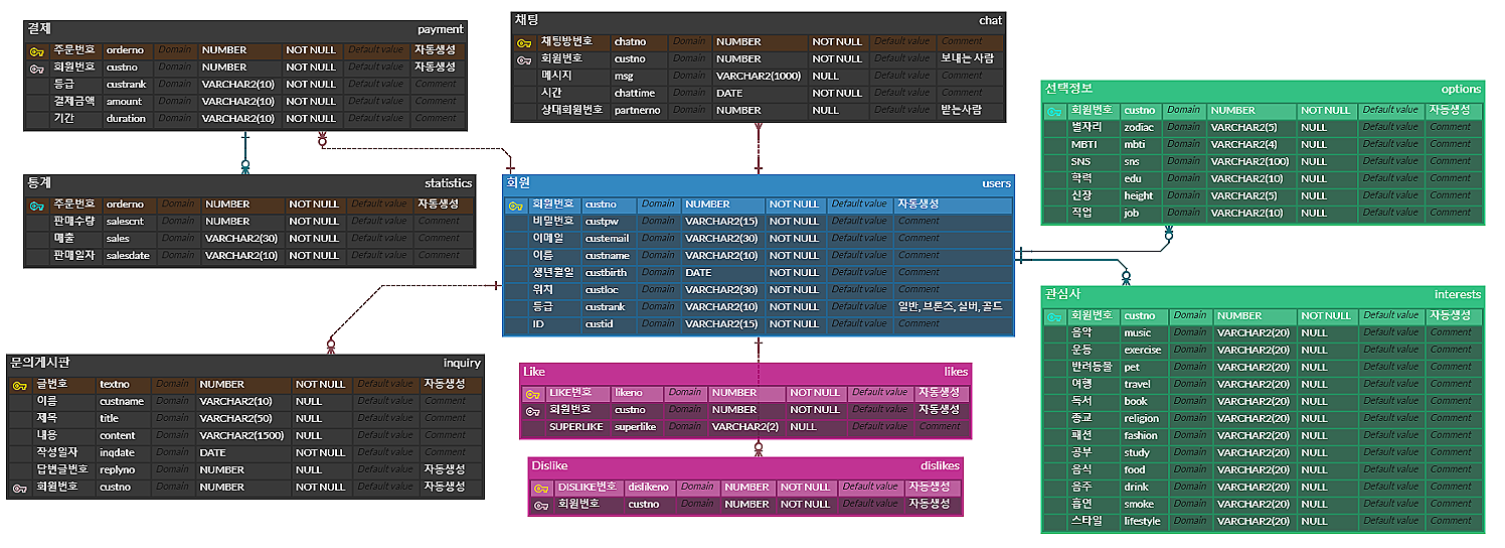 결제 payment
주문번호 orderno Domain NUMBER NOT NULL Default value 자동생성
회원번호 custno Domain NUMBER NOT NULL Default value 자동생성
등급 custrank Domain VARCHAR2(10) NOT NULL Default value Comment
결제금액 amount Domain VARCHAR2(10) NOT NULL Default value Comment
기간 duration Domain VARCHAR2(10) NOT NULL Default value Comment
채팅 chat
채팅방번호 chatno Domain NUMBER NOT NULL Default value Comment
회원번호 custno Domain NUMBER NOT NULL Default value 보내는 사람
메시지 msg Domain VARCHAR2(1000) NULL Default value Comment
시간 chattime Domain DATE NOT NULL Default value Comment
상대회원번호 partnerno Domain NUMBER NULL Default value 받는사람
선택정보 options
회원번호 custno Domain NUMBER NOT NULL Default value 자동생성
별자리 zodiac Domain VARCHAR2(5) NULL Default value Comment
MBTI mbti Domain VARCHAR2(4) NULL Default value Comment
SNS sns Domain VARCHAR2(100) NULL Default value Comment
학력 edu Domain VARCHAR2(10) NULL Default value Comment
신장 height Domain VARCHAR2(5) NULL Default value Comment
직업 job Domain VARCHAR2(10) NULL Default value Comment
통계 statistics
주문번호 orderno Domain NUMBER NOT NULL Default value 자동생성
판매수량 salescnt Domain NUMBER NOT NULL Default value Comment
매출 sales Domain VARCHAR2(30) NOT NULL Default value Comment
판매일자 salesdate Domain VARCHAR2(10) NOT NULL Default value Comment
회원 users
회원번호 custno Domain NUMBER NOT NULL Default value 자동생성
비밀번호 custpw Domain VARCHAR2(15) NOT NULL Default value Comment
이메일 custemail Domain VARCHAR2(30) NOT NULL Default value Comment
이름 custname Domain VARCHAR2(10) NOT NULL Default value Comment
생년월일 custbirth Domain DATE NOT NULL Default value Comment
위치 custloc Domain VARCHAR2(30) NOT NULL Default value Comment
등급 custrank Domain VARCHAR2(10) NOT NULL Default value 일반, 브론즈, 실버, 골드
ID custid Domain VARCHAR2(15) NOT NULL Default value Comment
관심사 interests
회원번호 custno Domain NUMBER NOT NULL Default value 자동생성
음악 music Domain VARCHAR2(20) NULL Default value Comment
운동 exercise Domain VARCHAR2(20) NULL Default value Comment
반려동물 pet Domain VARCHAR2(20) NULL Default value Comment
여행 travel Domain VARCHAR2(20) NULL Default value Comment
독서 book Domain VARCHAR2(20) NULL Default value Comment
종교 religion Domain VARCHAR2(20) NULL Default value Comment
패션 fashion Domain VARCHAR2(20) NULL Default value Comment
공부 study Domain VARCHAR2(20) NULL Default value Comment
음식 food Domain VARCHAR2(20) NULL Default value Comment
음주 drink Domain VARCHAR2(20) NULL Default value Comment
흡연 smoke Domain VARCHAR2(20) NULL Default value Comment
스타일 lifestyle Domain VARCHAR2(20) NULL Default value Comment
문의게시판 inquiry
글번호 textno Domain NUMBER NOT NULL Default value 자동생성
이름 custname Domain VARCHAR2(10) NULL Default value Comment
제목 title Domain VARCHAR2(50) NULL Default value Comment
내용 content Domain VARCHAR2(1500) NULL Default value Comment
작성일자 inqdate Domain DATE NOT NULL Default value Comment
답변글번호 replyno Domain NUMBER NULL Default value 자동생성
회원번호 custno Domain NUMBER NOT NULL Default value 자동생성
Like likes
LIKE번호 likeno Domain NUMBER NOT NULL Default value 자동생성
회원번호 custno Domain NUMBER NOT NULL Default value 자동생성
SUPERLIKE superlike Domain VARCHAR2(2) NULL Default value Comment
Dislike dislikes
DISLIKE번호 dislikeno Domain NUMBER NOT NULL Default value 자동생성
회원번호 custno Domain NUMBER NOT NULL Default value 자동생성